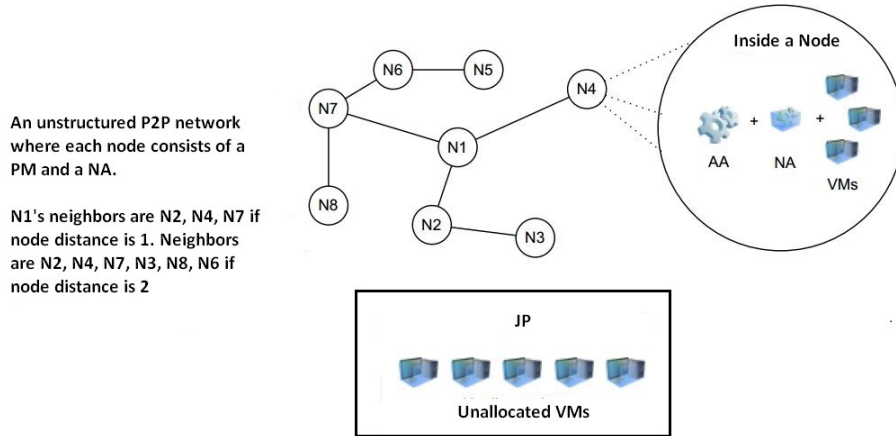 An unstructured P2P network
where each node consists of a
PM and a NA.
N1's neighbors are N2, N4, N7 if
node distance is 1. Neighbors
are N2, N4, N7, N3, N8, N6 if
node distance is 2
N6
N5
N4
N7
N1
N8
N2
N3
Inside a Node
+ +
AA NA VMs
JP
Unallocated VMs